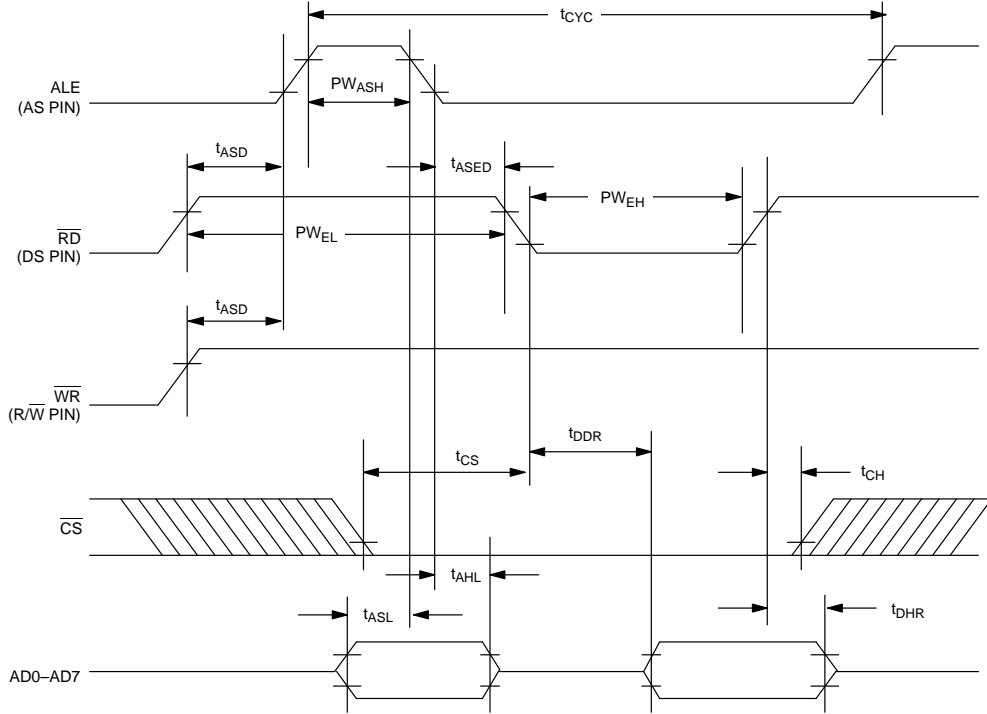 tCYC
ALE
(AS PIN)
PWASH
tASD
tASED
PWEH
RD
(DS PIN)
PWEL
tASD
WR
(R/W PIN)
tDDR
tCS
tCH
CS
tAHL
tASL
tDHR
AD0–AD7